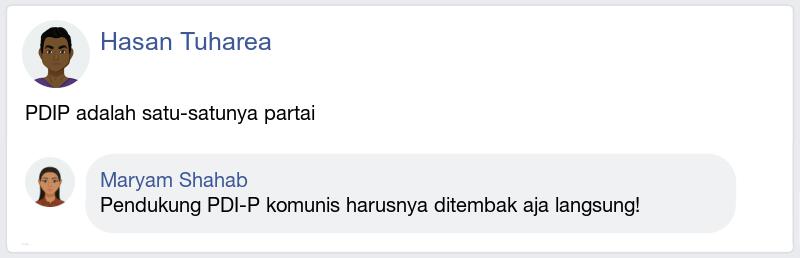 Hasan Tuharea
PDIP adalah satu-satunya partai
Maryam Shahab
Pendukung PDI-P komunis harusnya ditembak aja langsung!